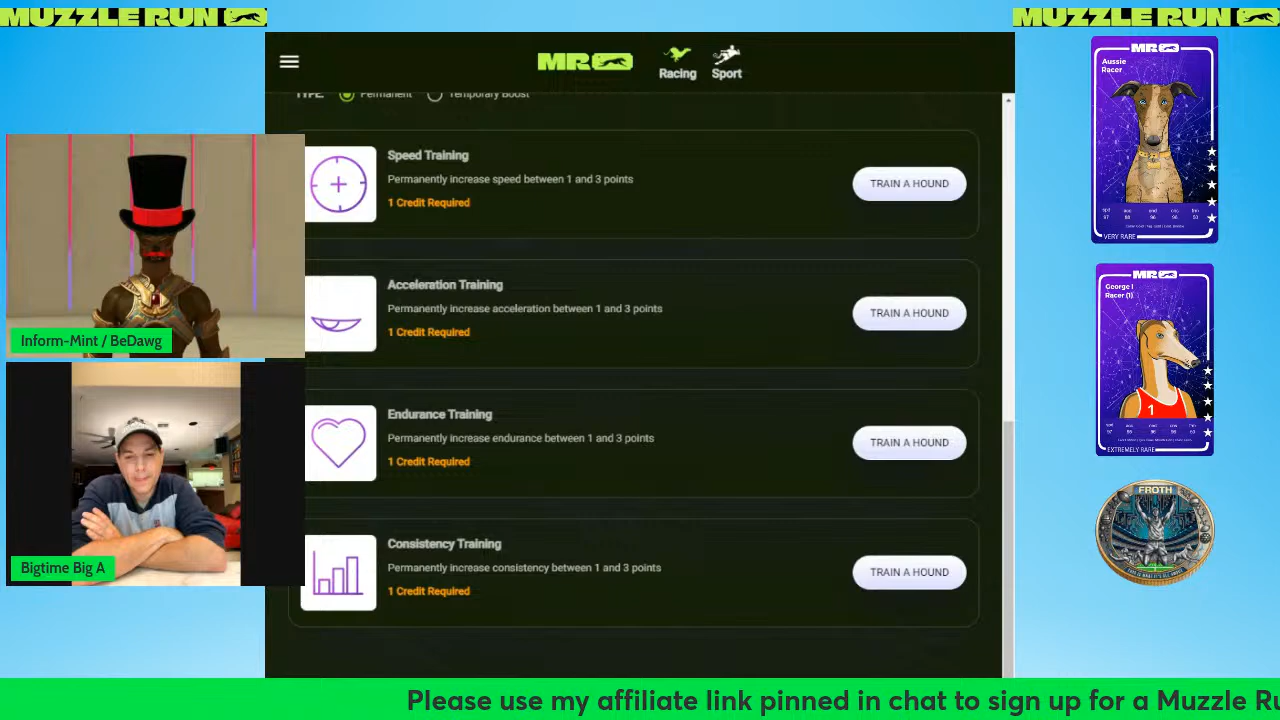 MUZZLE RUN
MUZZLE RUN
MR
Racing
Sport
TYPE
Permanent
Temporary Boost
Speed Training
Permanently increase speed between 1 and 3 points
1 Credit Required
TRAIN A HOUND
Acceleration Training
Permanently increase acceleration between 1 and 3 points
1 Credit Required
TRAIN A HOUND
Endurance Training
Permanently increase endurance between 1 and 3 points
1 Credit Required
TRAIN A HOUND
Consistency Training
Permanently increase consistency between 1 and 3 points
1 Credit Required
TRAIN A HOUND
Inform-Mint / BeDawg
Bigtime Big A
MR
Aussie
Racer
VERY RARE
MR
George I
Racer (1)
1
EXTREMELY RARE
FROTH
Please use my affiliate link pinned in chat to sign up for a Muzzle Ru